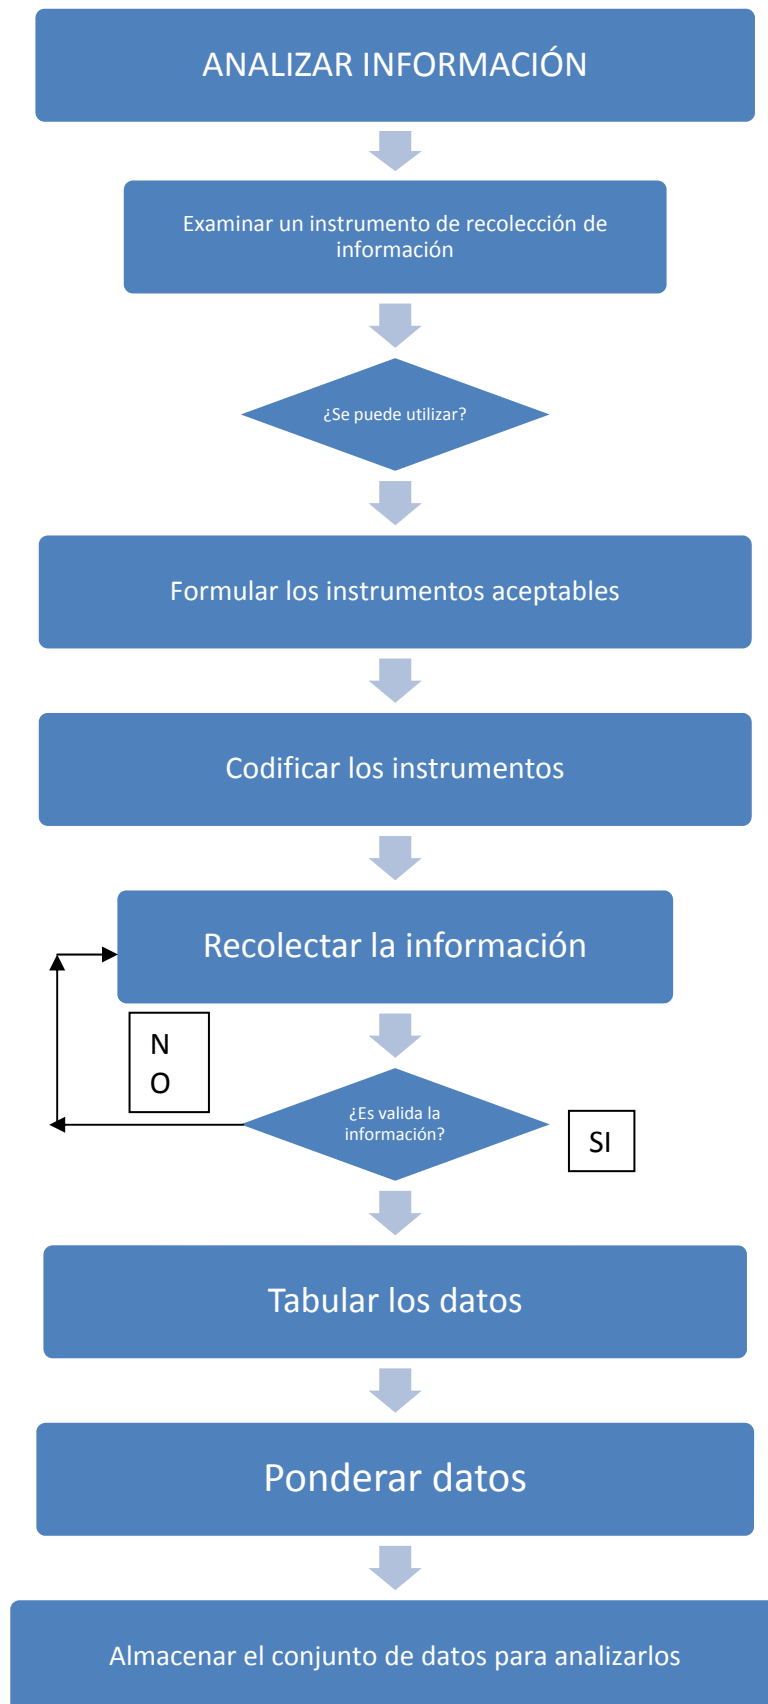 ANALIZAR INFORMACIÓN
Examinar un instrumento de recolección de
información
¿Se puede utilizar?
Formular los instrumentos aceptables
Codificar los instrumentos
Recolectar la información
N
O
¿Es valida la
información?
SI
Tabular los datos
Ponderar datos
Almacenar el conjunto de datos para analizarlos